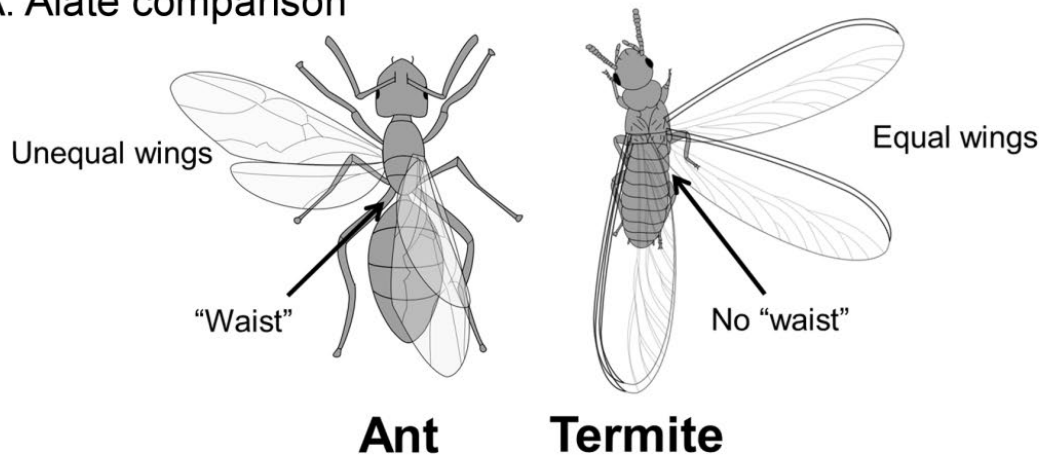 A. Alate comparison
Unequal wings
Equal wings
“Waist”
No “waist”
Ant
Termite